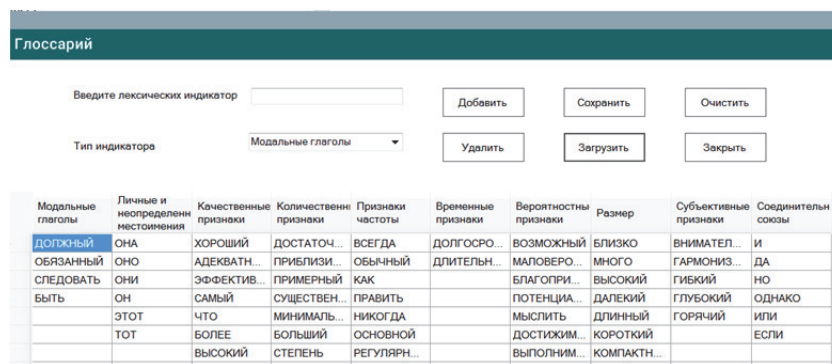 Глоссарий
Введите лексических индикатор Добавить Сохранить Очистить
Тип индикатора Модальные глаголы Удалить Загрузить Закрыть
Модальные глаголы Личные и неопределенн местоимения Качественные признаки Количественн признаки Признаки частоты Временные признаки Вероятностны признаки Размер Субъективные признаки Соединительн союзы
ДОЛЖНЫЙ ОНА ХОРОШИЙ ДОСТАТОЧ... ВСЕГДА ДОЛГОСРО... ВОЗМОЖНЫЙ БЛИЗКО ВНИМАТЕЛ... И
ОБЯЗАННЫЙ ОНО АДЕКВАТН... ПРИБЛИЗИ... ОБЫЧНЫЙ ДЛИТЕЛЬН... МАЛОВЕРО... МНОГО ГАРМОНИЗ... ДА
СЛЕДОВАТЬ ОНИ ЭФФЕКТИВ... ПРИМЕРНЫЙ КАК БЛАГОПРИ... ВЫСОКИЙ ГИБКИЙ НО
БЫТЬ ОН САМЫЙ СУЩЕСТВЕН... ПРАВИТЬ ПОТЕНЦИА... ДАЛЕКИЙ ГЛУБОКИЙ ОДНАКО
ЭТОТ ЧТО МИНИМАЛЬ... НИКОГДА МЫСЛИТЬ ДЛИННЫЙ ГОРЯЧИЙ ИЛИ
ТОТ БОЛЕЕ БОЛЬШИЙ ОСНОВНОЙ ДОСТИЖИМ... КОРОТКИЙ ЕСЛИ
ВЫСОКИЙ СТЕПЕНЬ РЕГУЛЯРН... ВЫПОЛНИМ... КОМПАКТН...